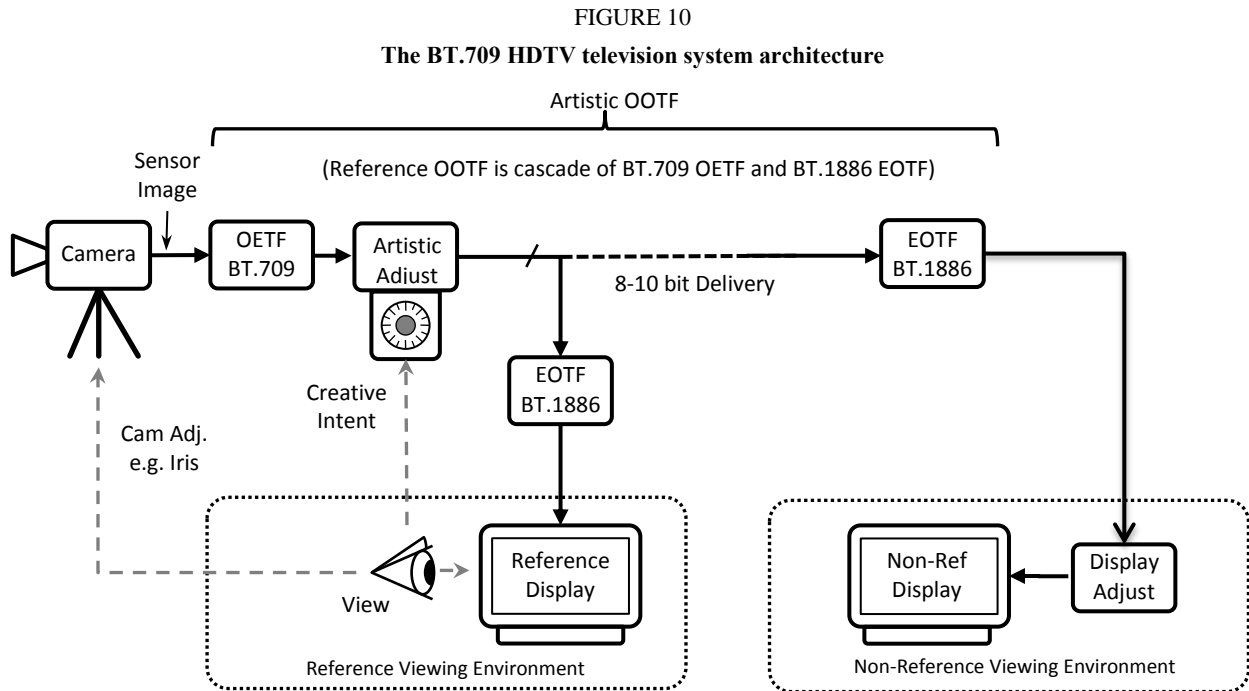 FIGURE 10
The BT.709 HDTV television system architecture
Artistic OOTF
(Reference OOTF is cascade of BT.709 OETF and BT.1886 EOTF)
Sensor
Image
Camera
OETF
BT.709
Artistic
Adjust
8-10 bit Delivery
EOTF
BT.1886
EOTF
BT.1886
Creative
Intent
Cam Adj.
e.g. Iris
View
Reference
Display
Reference Viewing Environment
Non-Ref
Display
Display
Adjust
Non-Reference Viewing Environment